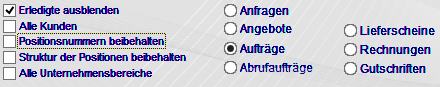 Erledigte ausblenden
Alle Kunden
Positionsnummern beibehalten
Struktur der Positionen beibehalten
Alle Unternehmensbereiche
Anfragen
Angebote
Aufträge
Abrufaufträge
Lieferscheine
Rechnungen
Gutschriften